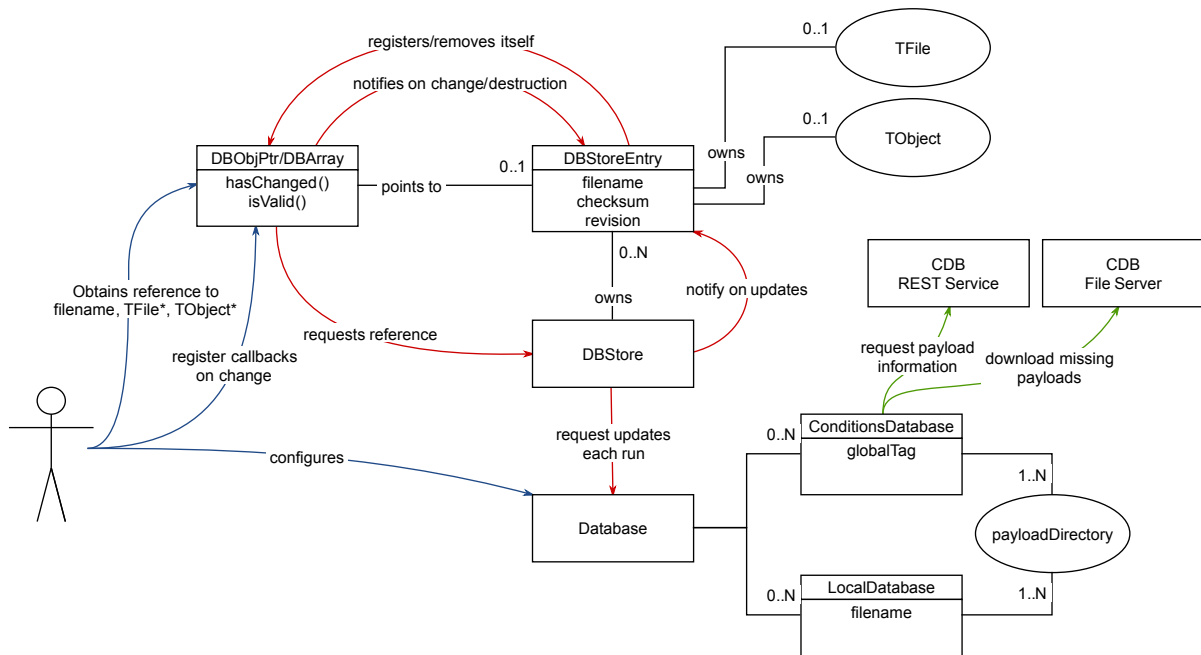 registers/removes itself
notifies on change/destruction
0..1
TFile
0..1
TObject
DBObjPtr/DBArray
hasChanged()
isValid()
points to
0..1
DBStoreEntry
filename
checksum
revision
owns
owns
0..N
owns
notify on updates
CDB
REST Service
CDB
File Server
Obtains reference to
filename, TFile*, TObject*
register callbacks
on change
requests reference
DBStore
request payload
information
download missing
payloads
request updates
each run
configures
Database
0..N
ConditionsDatabase
globalTag
1..N
payloadDirectory
0..N
LocalDatabase
filename
1..N